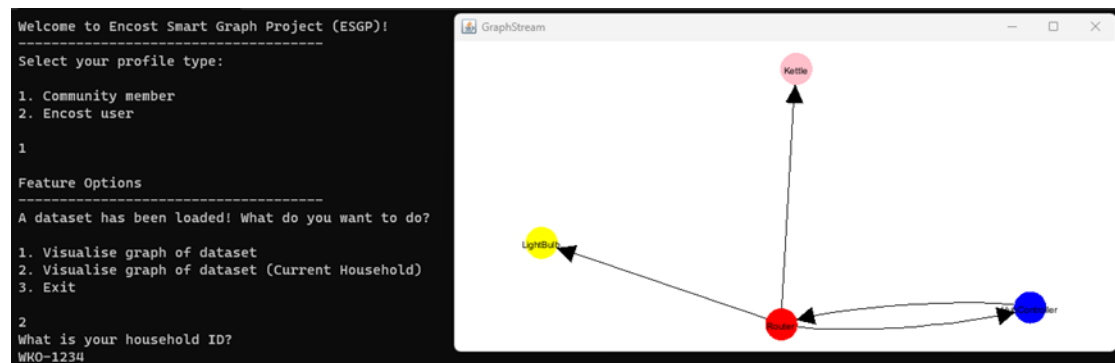 Welcome to Encost Smart Graph Project (ESGP)!
-------------------------------------
Select your profile type:
1. Community member
2. Encost user
1
Feature Options
-------------------------------------
A dataset has been loaded! What do you want to do?
1. Visualise graph of dataset
2. Visualise graph of dataset (Current Household)
3. Exit
2
What is your household ID?
WKO-1234
GraphStream
Kettle
LightBulb
Router